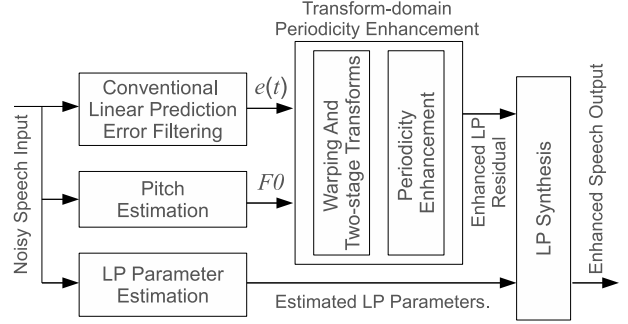 Transform-domain
Periodicity Enhancement
Conventional
Linear Prediction
Error Filtering
e(t)
Noisy Speech Input
Pitch
Estimation
F0
Warping And
Two-stage Transforms
Periodicity
Enhancement
Enhanced LP
Residual
LP Synthesis
Enhanced Speech Output
LP Parameter
Estimation
Estimated LP Parameters.